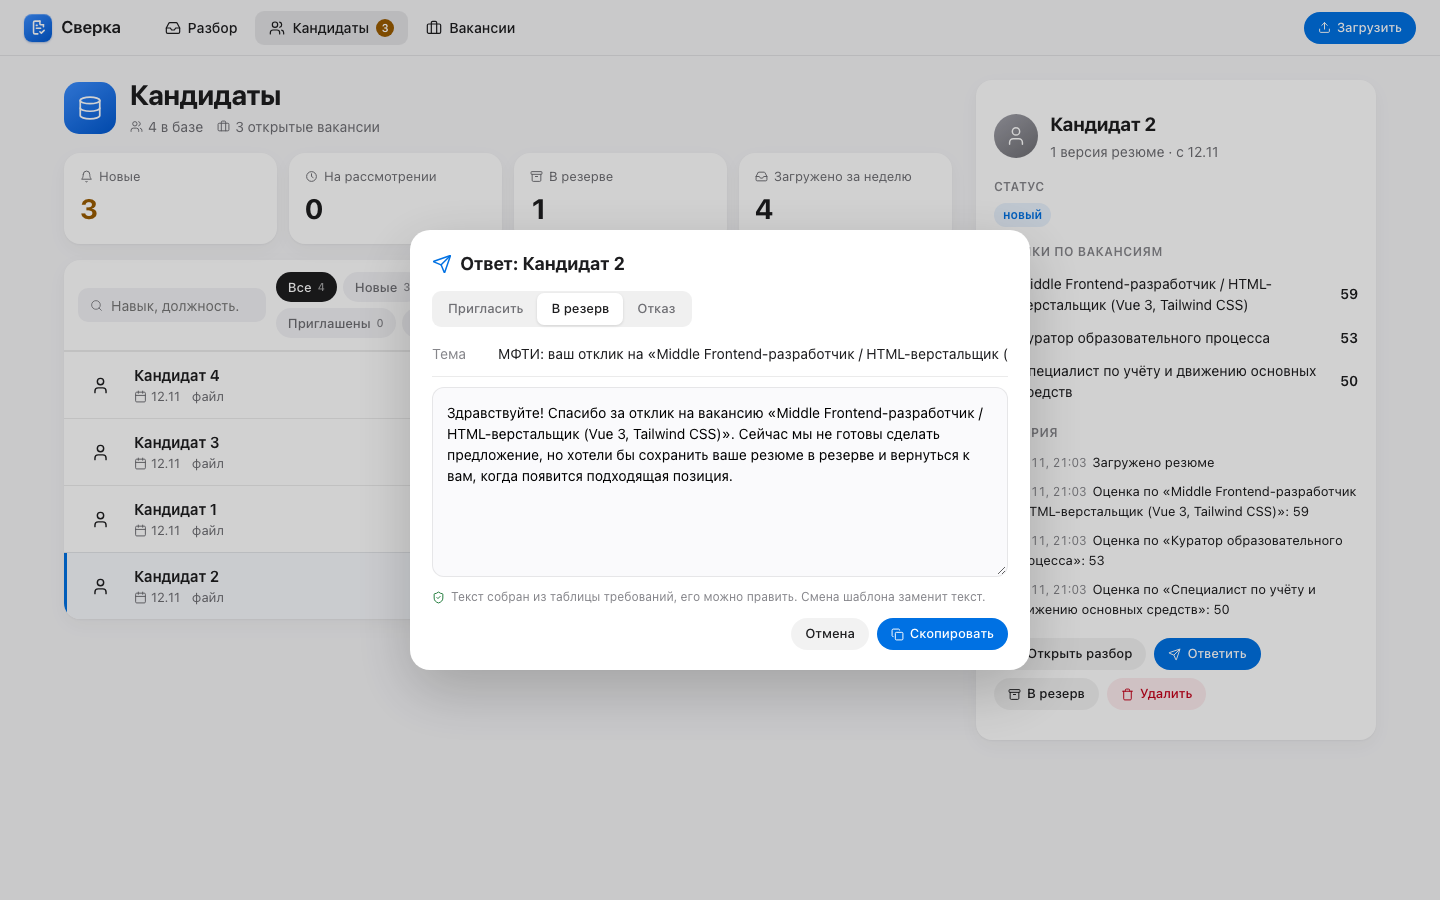 Сверка
Разбор
Кандидаты 3
Вакансии
Загрузить
Кандидаты
4 в базе 3 открытые вакансии
Новые
3
На рассмотрении
0
В резерве
1
Загружено за неделю
4
Навык, должность.
Все 4
Новые 3
Приглашены 0
Кандидат 4
12.11 файл
Кандидат 3
12.11 файл
Кандидат 1
12.11 файл
Кандидат 2
12.11 файл
Ответ: Кандидат 2
Пригласить
В резерв
Отказ
Тема МФТИ: ваш отклик на «Middle Frontend-разработчик / HTML-верстальщик (
Здравствуйте! Спасибо за отклик на вакансию «Middle Frontend-разработчик /
HTML-верстальщик (Vue 3, Tailwind CSS)». Сейчас мы не готовы сделать
предложение, но хотели бы сохранить ваше резюме в резерве и вернуться к
вам, когда появится подходящая позиция.
Текст собран из таблицы требований, его можно править. Смена шаблона заменит текст.
Отмена
Скопировать
Кандидат 2
1 версия резюме · с 12.11
СТАТУС
новый
КИ ПО ВАКАНСИЯМ
iddle Frontend-разработчик / HTML-
ерстальщик (Vue 3, Tailwind CSS)
59
уратор образовательного процесса
53
пециалист по учёту и движению основных
редств
50
РИЯ
11, 21:03 Загружено резюме
11, 21:03 Оценка по «Middle Frontend-разработчик
TML-верстальщик (Vue 3, Tailwind CSS)»: 59
11, 21:03 Оценка по «Куратор образовательного
оцесса»: 53
11, 21:03 Оценка по «Специалист по учёту и
ижению основных средств»: 50
Открыть разбор
Ответить
В резерв
Удалить